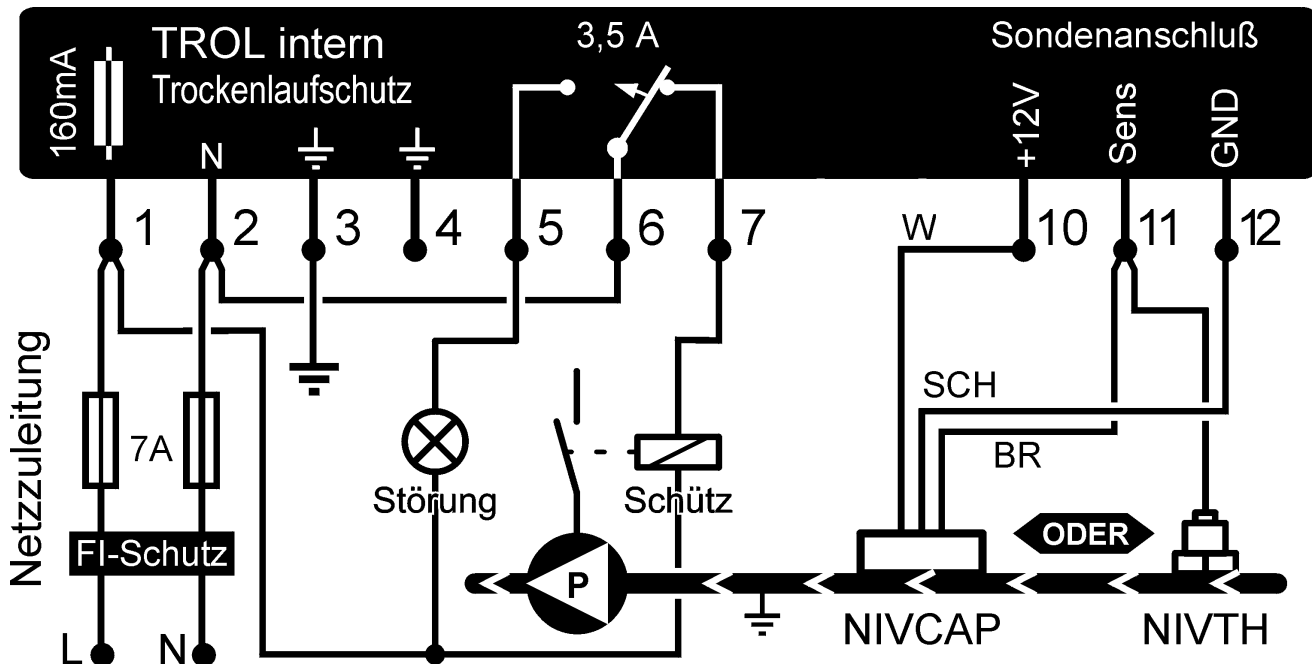 160mA
TROL intern
Trockenlaufschutz
3,5 A
Sondenanschluß
N
+12V
Sens
GND
1
2
3
4
5
6
7
10
11
12
W
SCH
BR
Netzzuleitung
7A
Störung
Schütz
FI-Schutz
ODER
P
NIVCAP
NIVTH
L
N